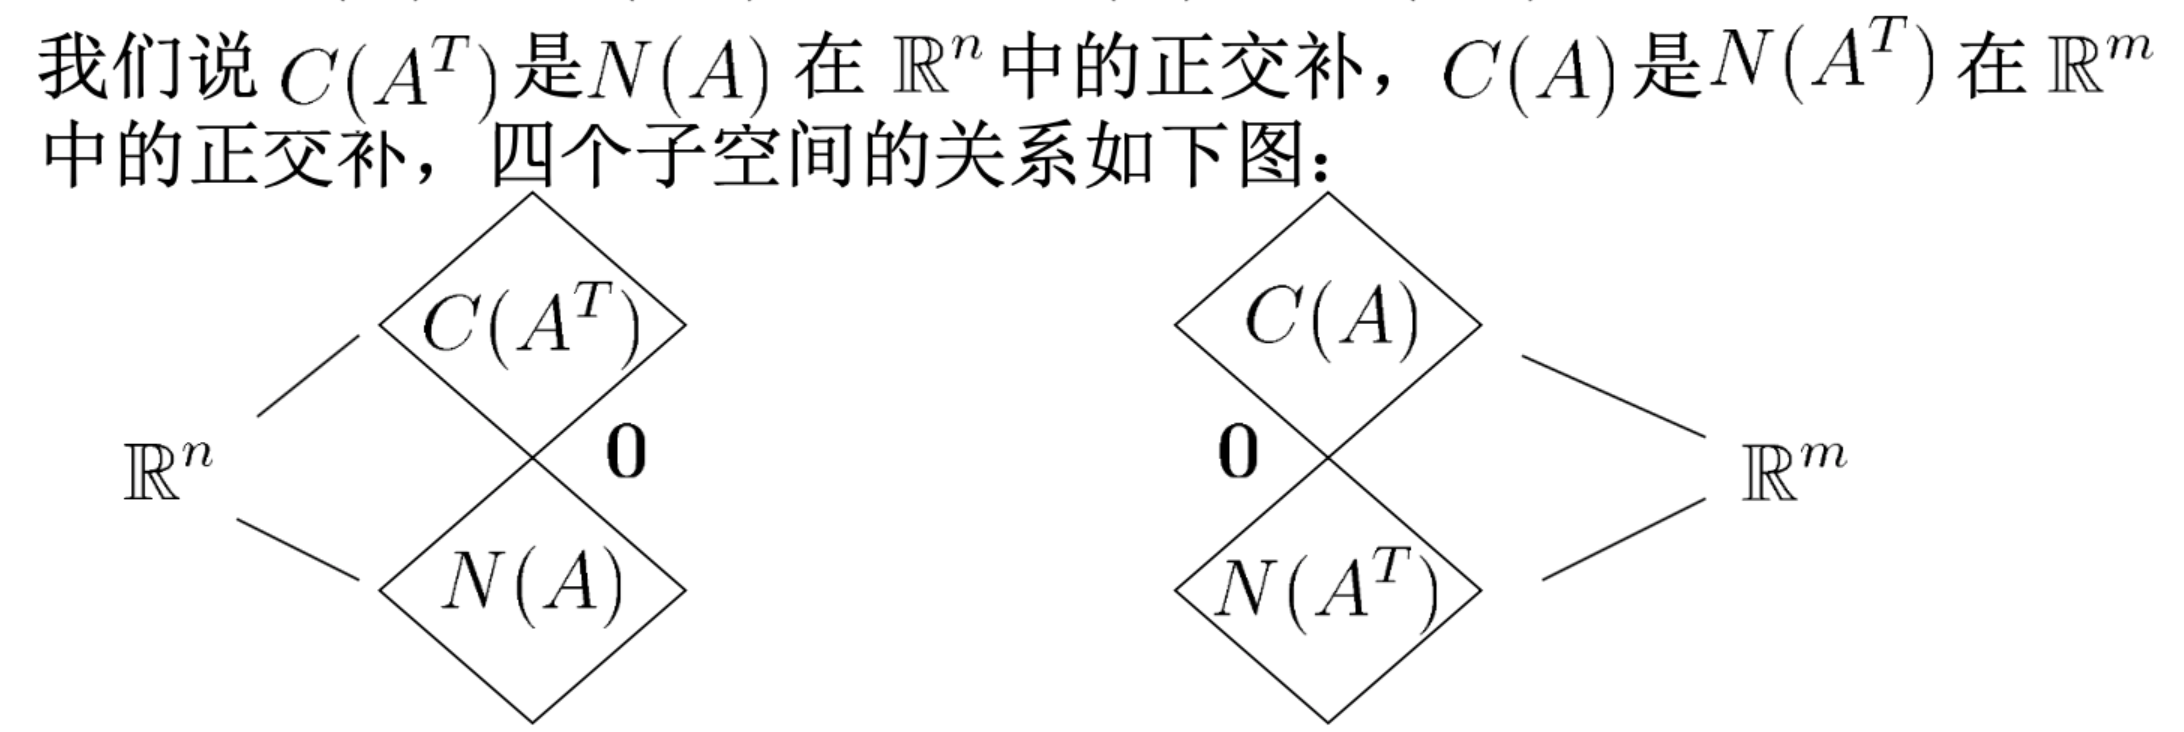 我们说 $C(A^T)$是$N(A)$ 在 $\mathbb{R}^n$ 中的正交补，$C(A)$是$N(A^T)$在 $\mathbb{R}^m$
中的正交补，四个子空间的关系如下图：
$C(A^T)$
$C(A)$
$\mathbf{0}$
$\mathbf{0}$
$\mathbb{R}^n$
$\mathbb{R}^m$
$N(A)$
$N(A^T)$